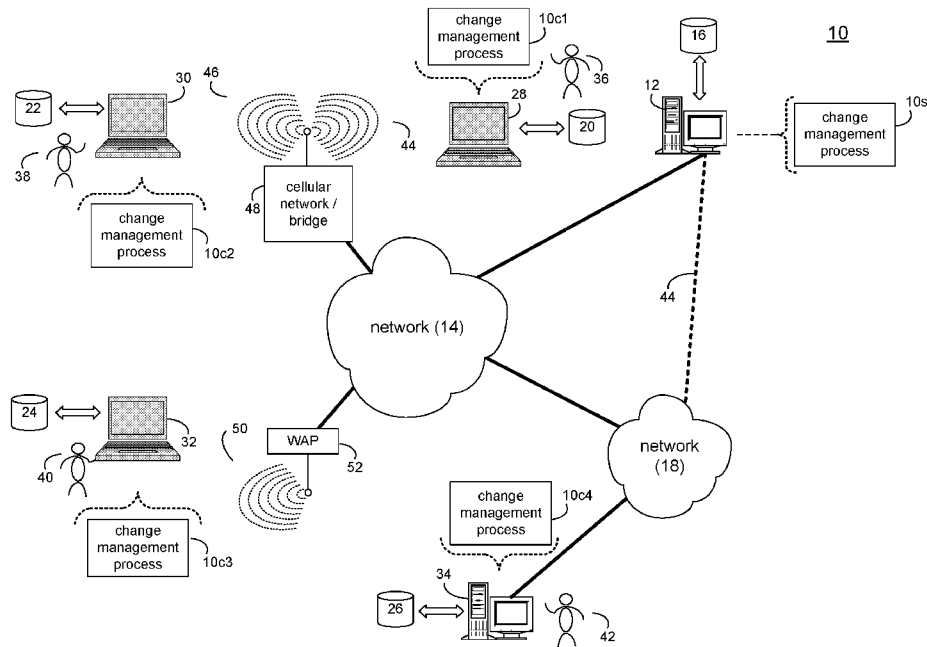 10
change
management
process
10c1
16
30
46
36
12
22
28
change
management
process
10s
20
44
38
48
cellular
network /
bridge
change
management
process
10c2
44
network (14)
24
32
50
WAP
52
40
network
(18)
change
management
process
10c4
change
management
process
10c3
34
26
42